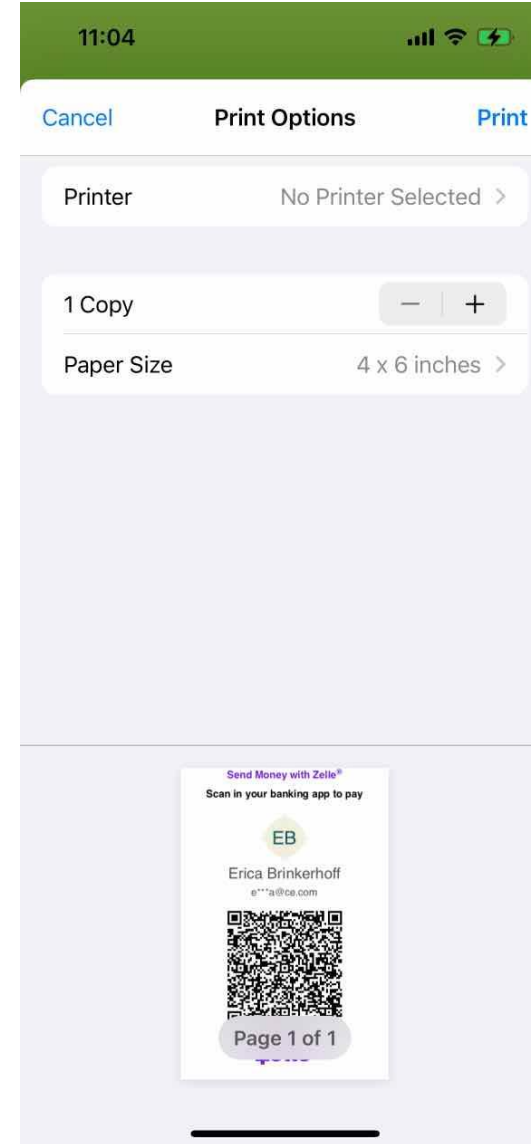 11:04
Cancel Print Options Print
Printer No Printer Selected >
1 Copy − +
Paper Size 4 x 6 inches >
Send Money with Zelle®
Scan in your banking app to pay
EB
Erica Brinkerhoff
e***a@ce.com
Page 1 of 1